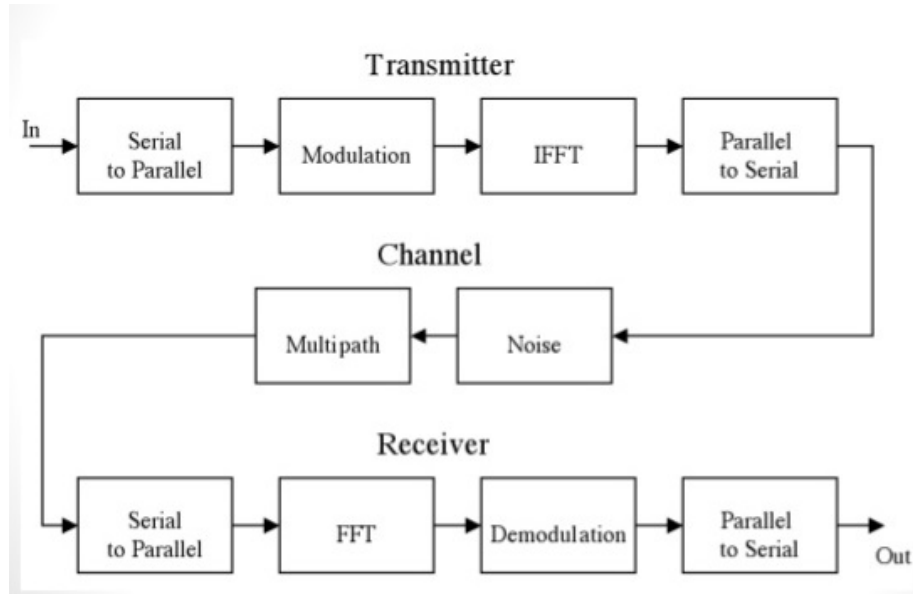 Transmitter
In
Serial
to Parallel
Modulation
IFFT
Parallel
to Serial
Channel
Multipath
Noise
Receiver
Serial
to Parallel
FFT
Demodulation
Parallel
to Serial
Out